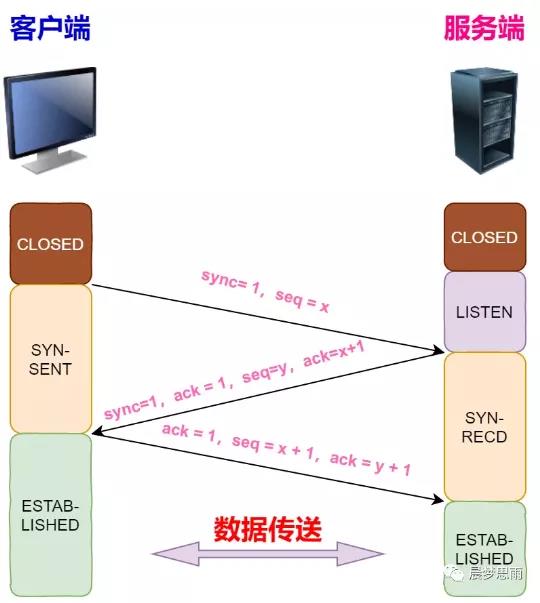 客户端
服务端
CLOSED
CLOSED
sync= 1, seq = x
LISTEN
SYN-
SENT
sync=1, ack = 1, seq=y, ack=x+1
SYN-
RECD
ack = 1, seq = x + 1, ack = y + 1
ESTAB-
LISHED
数据传送
ESTAB-
LISHED
晨梦思雨